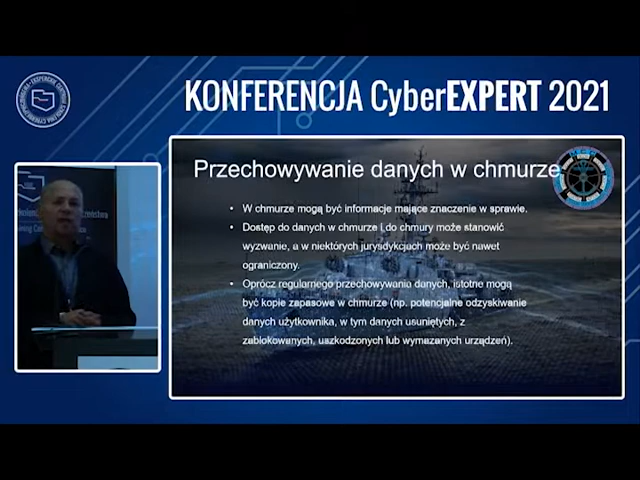 KONFERENCJA CyberEXPERT 2021
Przechowywanie danych w chmurze.
• W chmurze mogą być informacje mające znaczenie w sprawie.
• Dostęp do danych w chmurze i do chmury może stanowić
wyzwanie, a w niektórych jurysdykcjach może być nawet
ograniczony.
• Oprócz regularnego przechowywania danych, istotne mogą
być kopie zapasowe w chmurze (np. potencjalne odzyskiwanie
danych użytkownika, w tym danych usuniętych, z
zablokowanych, uszkodzonych lub wymazanych urządzeń).